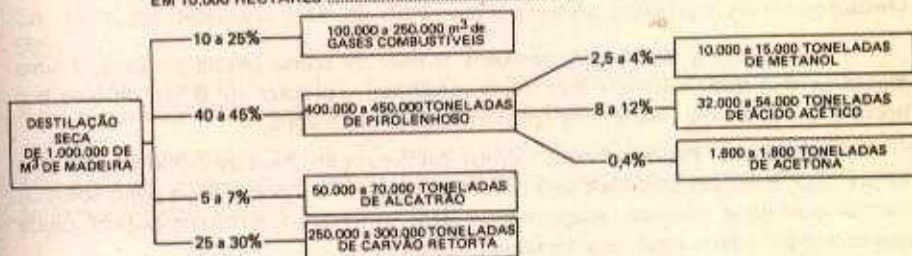 EM 10.000 HECTARES
DESTILAÇÃO
SECA
DE 1.000.000 DE
M³ DE MADEIRA
10 a 25%
100.000 a 250.000 m³ de
GASES COMBUSTÍVEIS
40 a 45%
400.000 a 450.000 TONELADAS
DE PIROLENHOSO
2,5 a 4%
10.000 a 15.000 TONELADAS
DE METANOL
8 a 12%
32.000 a 54.000 TONELADAS
DE ÁCIDO ACÉTICO
0,4%
1.600 a 1.800 TONELADAS
DE ACETONA
5 a 7%
50.000 a 70.000 TONELADAS
DE ALCATRÃO
25 a 30%
250.000 a 300.000 TONELADAS
DE CARVÃO RETORTA